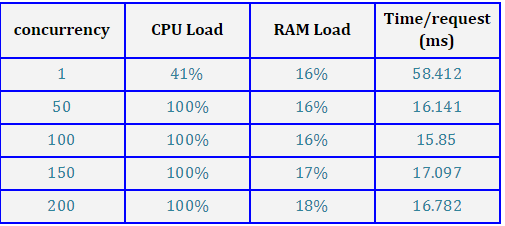 concurrency CPU Load RAM Load Time/request (ms)
1 41% 16% 58.412
50 100% 16% 16.141
100 100% 16% 15.85
150 100% 17% 17.097
200 100% 18% 16.782